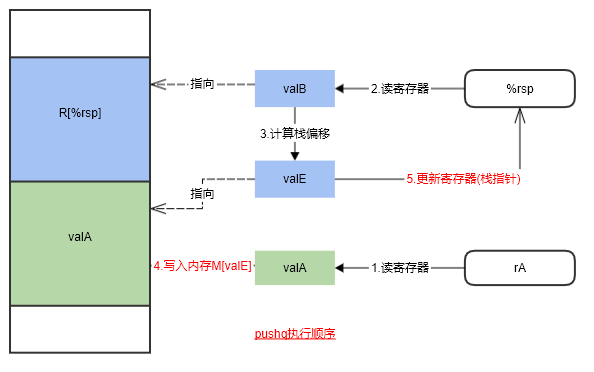 指向
valB
2.读寄存器
%rsp
R[%rsp]
3.计算栈偏移
指向
valE
5.更新寄存器(栈指针)
valA
4.写入内存M[valE]
valA
1.读寄存器
rA
pushq执行顺序